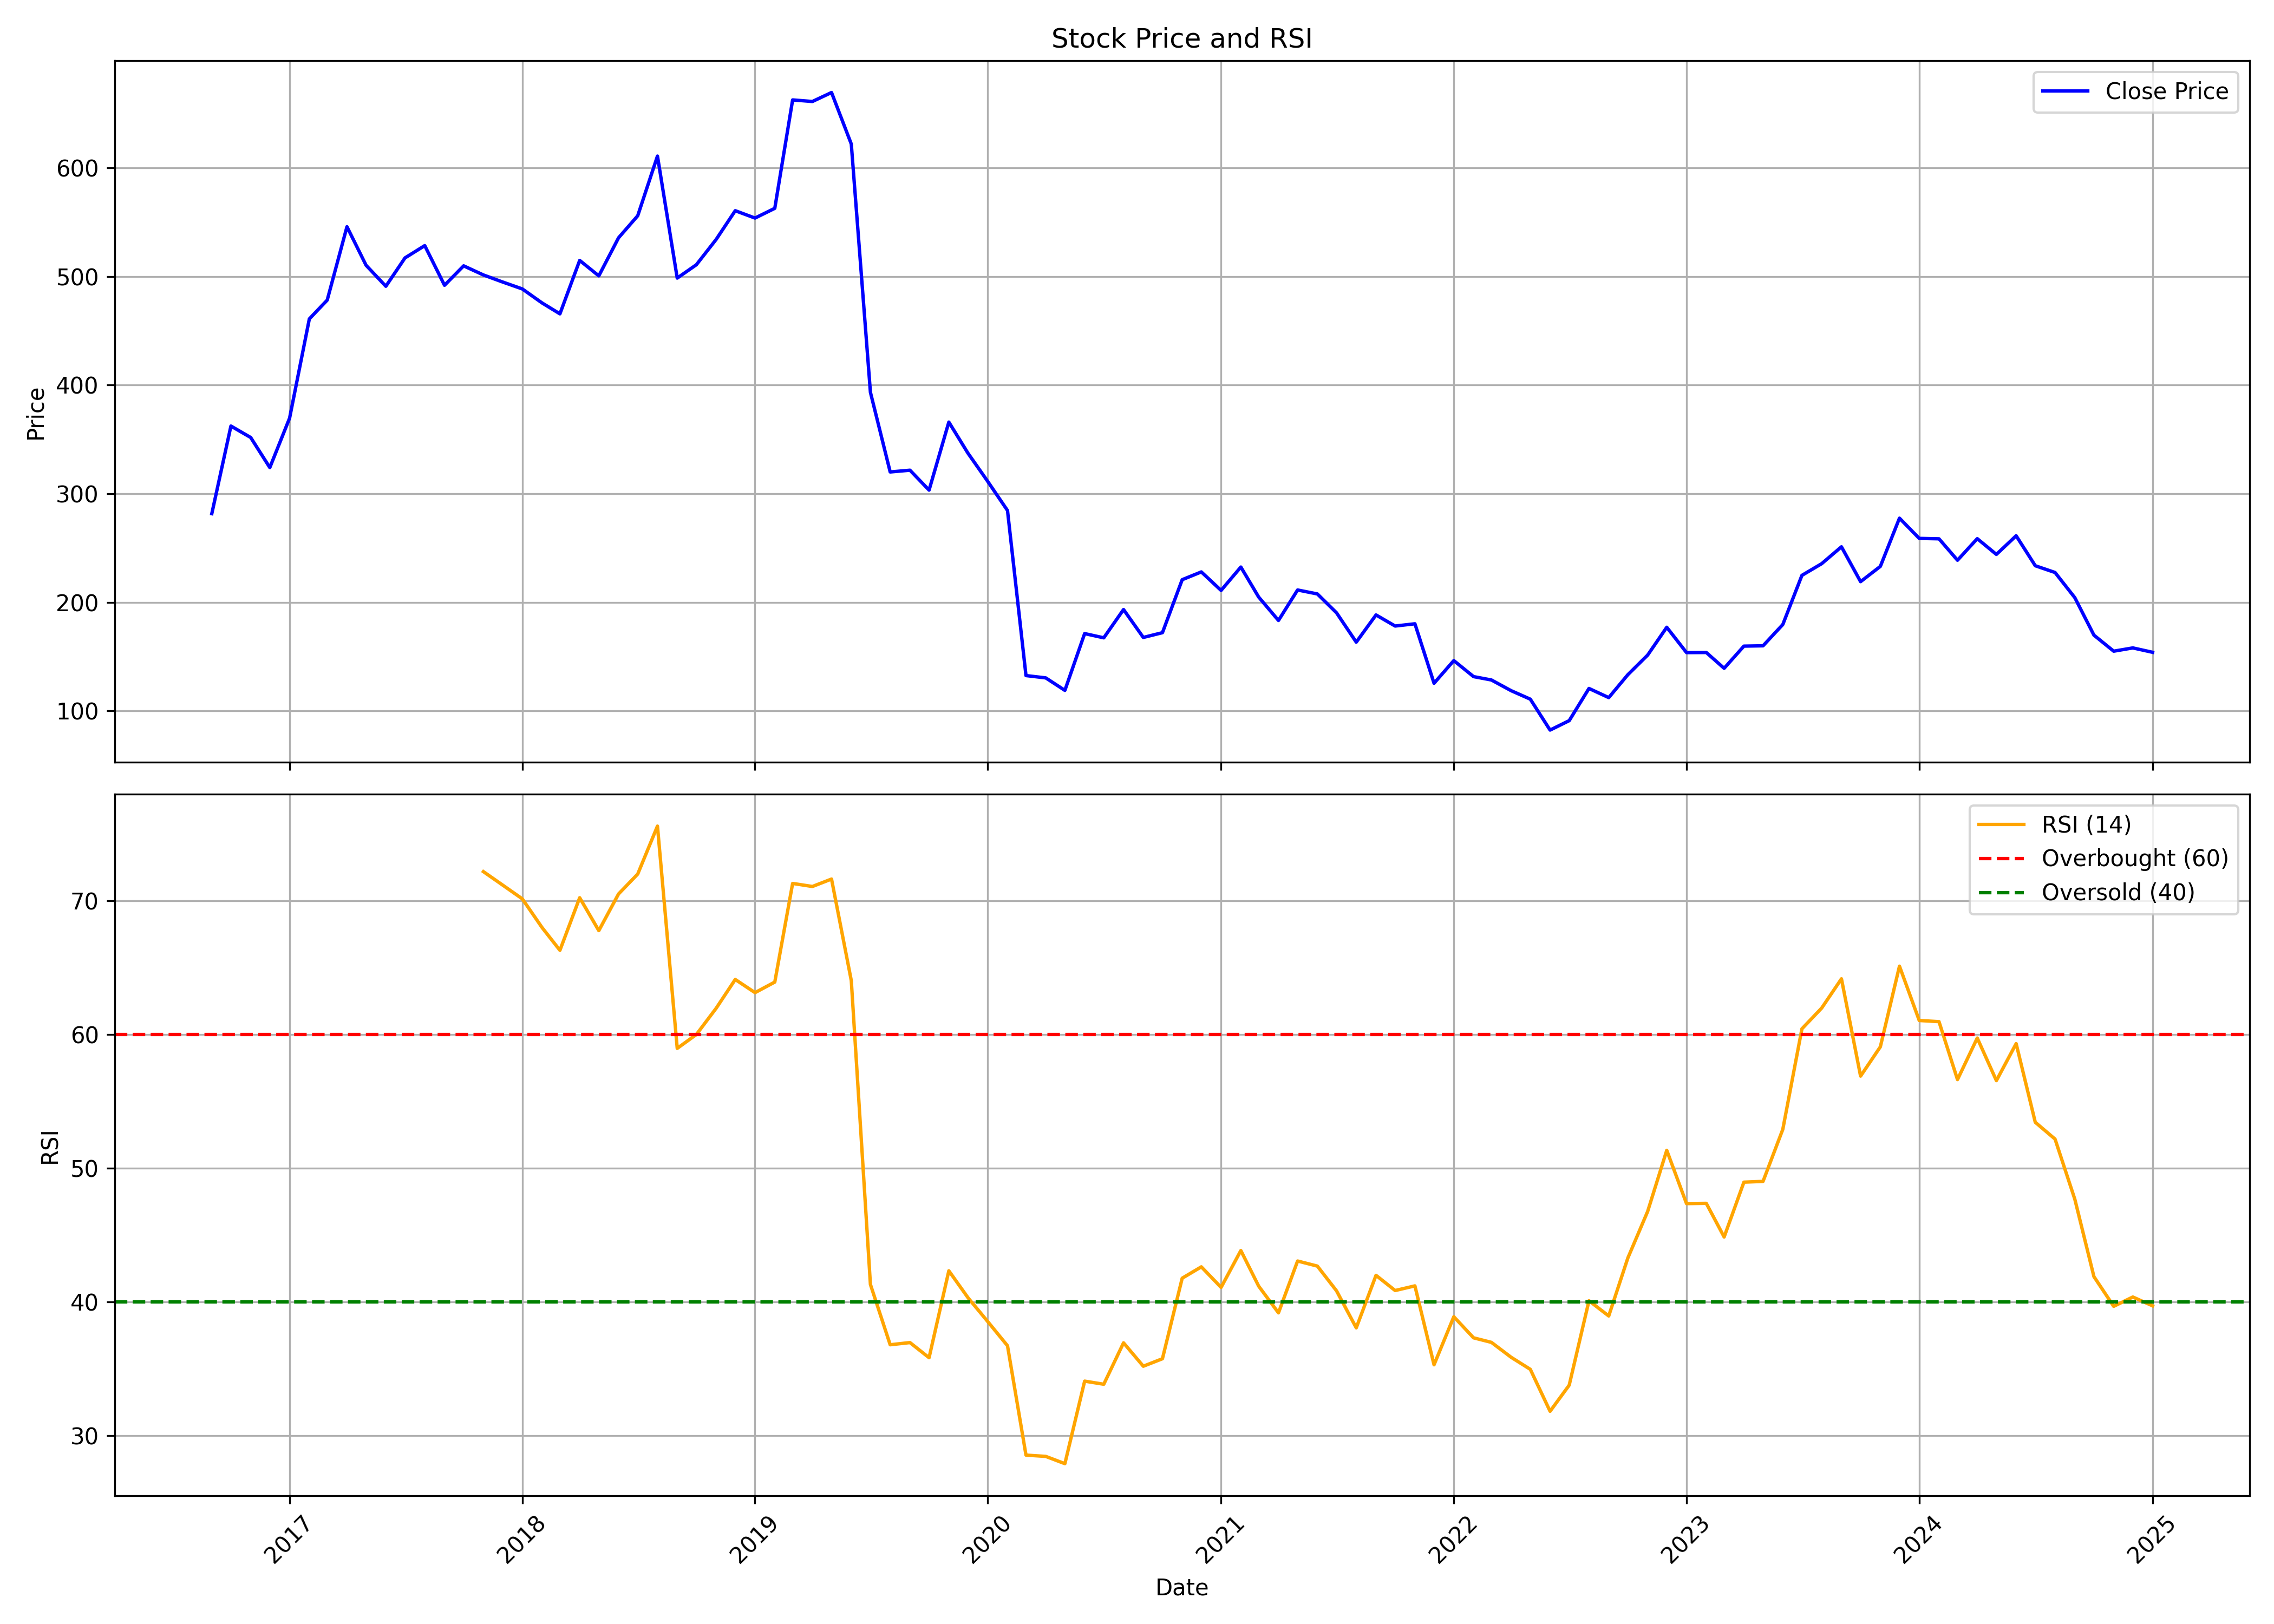 Stock Price and RSI
Close Price
Price
600
500
400
300
200
100
RSI (14)
Overbought (60)
Oversold (40)
RSI
70
60
50
40
30
2017
2018
2019
2020
2021
2022
2023
2024
2025
Date